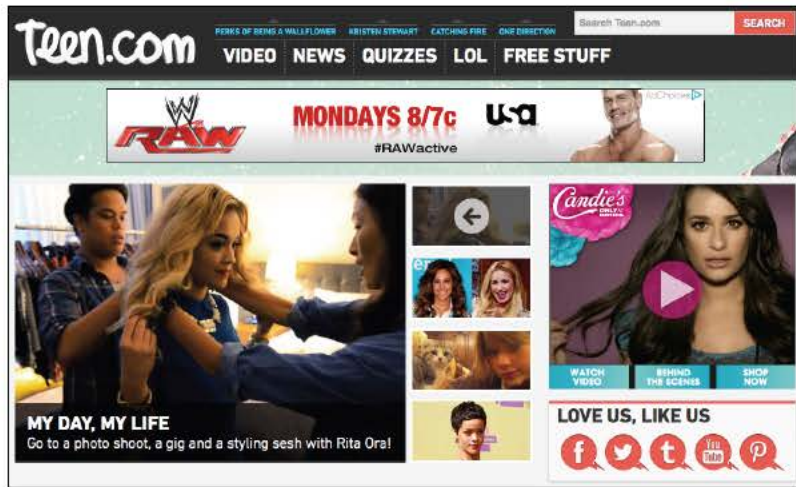 Teen.com
PERKS OF BEING A WALLFLOWER KRISTEN STEWART CATCHING FIRE ONE DIRECTION
Search Teen.com
SEARCH
VIDEO NEWS QUIZZES LOL FREE STUFF
W
RAW
MONDAYS 8/7c
USA
#RAWactive
AdChoices
Candie's
ONLY
WATCH VIDEO
BEHIND THE SCENES
SHOP NOW
MY DAY, MY LIFE
Go to a photo shoot, a gig and a styling sesh with Rita Ora!
LOVE US, LIKE US
f
t
You
Tube